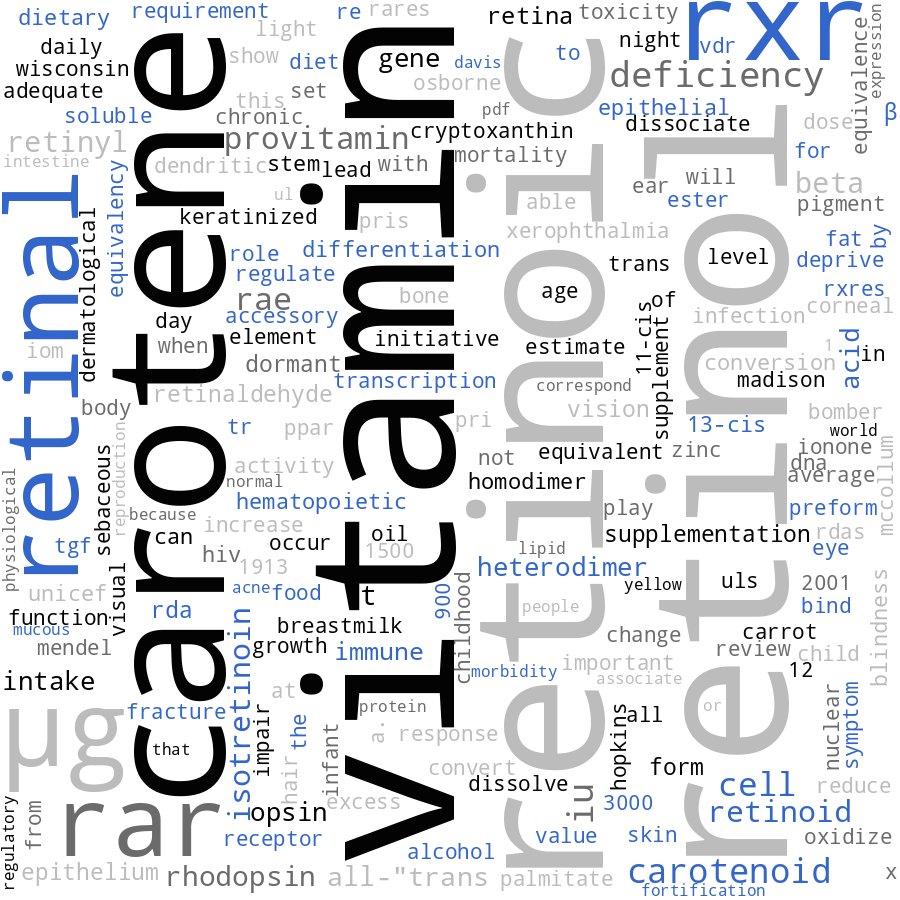 dietary
requirement
re
rares
retina
toxicity
rxr
daily
light
show
diet
gene
davis
to
night
vdr
wisconsin
adequate
set
osborne
deficiency
equivalence
expression
soluble
this
chronic
pdf
epithelial
β
retinyl
provitamin
cryptoxanthin
dissociate
dose
intestine
dendritic
stem
lead
with
mortality
for
ul
ear
will
beta
able
ester
pigment
retinal
carotene
vitamin
retinoic
retinol
dermatological
equivalency
keratinized
pris
xerophthalmia
fat
by
role
differentiation
trans
level
deprive
regulate
rae
bone
age
rxres
accessory
infection
corneal
day
element
initiative
11-cis
supplement
of
iom
when
dormant
estimate
conversion
1
acid
in
retinaldehyde
transcription
correspond
madison
body
vision
bomber
tr
ppar
pri
13-cis
world
reproduction
sebaceous
activity
not
equivalent
zinc
ionone
dna
mccollum
physiological
normal
homodimer
average
because
hematopoietic
play
preform
tgf
can
increase
oil
supplementation
rdas
hiv
occur
1500
lipid
eye
1913
heterodimer
unicef
visual
acne
food
t
900
childhood
yellow
uls
2001
function
rda
people
bind
blindness
mucous
isotretinoin
breastmilk
change
carrot
mendel
growth
immune
review
child
intake
morbidity
important
associate
12
at
µg
fracture
impair
the
protein
or
nuclear
symptom
that
infant
a.
response
hopkins
all
hair
convert
form
rar
dissolve
iu
cell
reduce
regulatory
from
opsin
excess
3000
retinoid
receptor
value
skin
oxidize
alcohol
epithelium
rhodopsin
all-"trans
palmitate
carotenoid
x
fortification